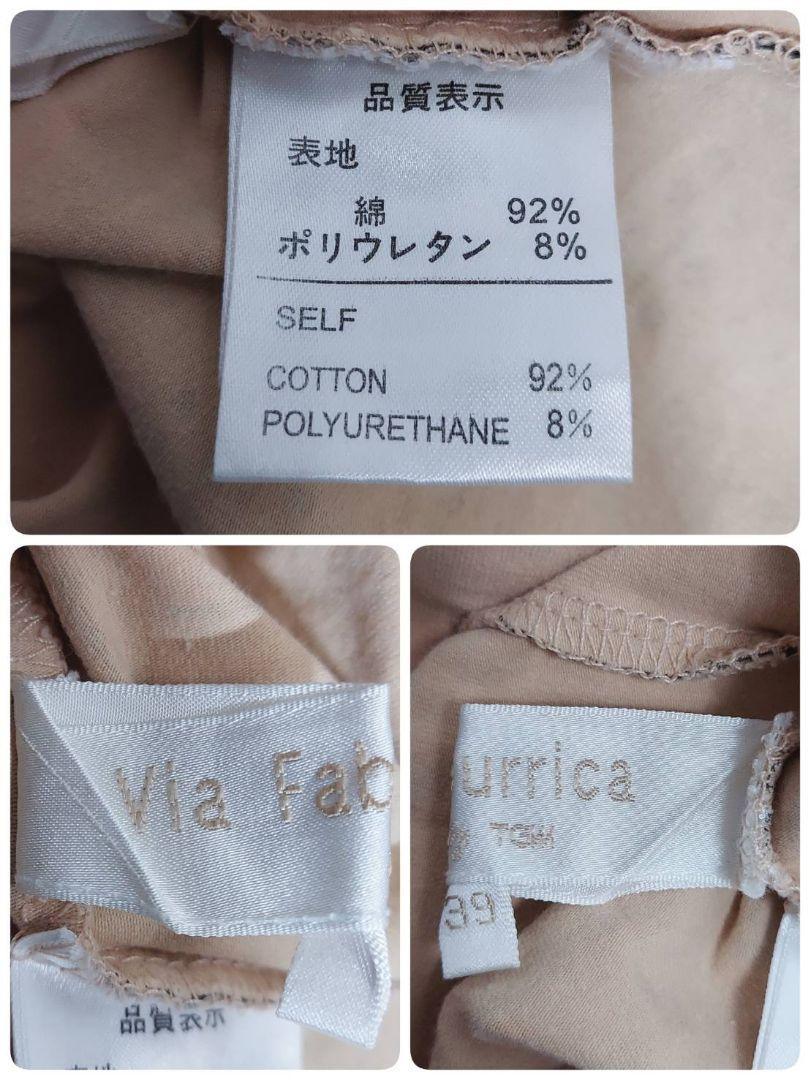 品質表示
表地
綿 92%
ポリウレタン 8%
SELF
COTTON 92%
POLYURETHANE 8%
Via Fab
品質表示
urrica
TGM
39